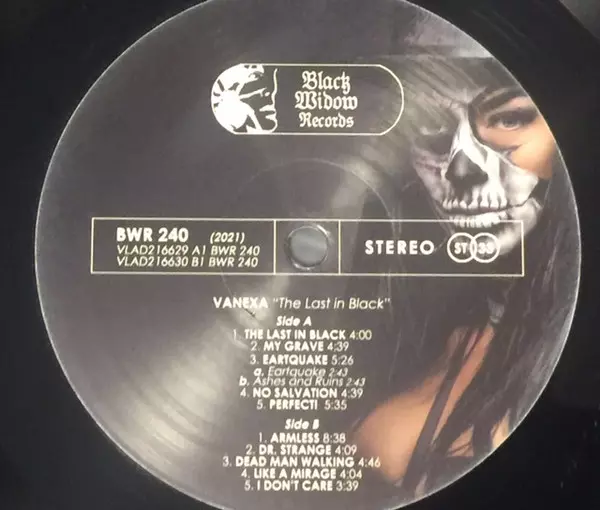 Black
Widow
Records
BWR 240 (2021)
VLAD216629 A1 BWR 240
VLAD216630 B1 BWR 240
STEREO ST 33
VANEXA "The Last in Black"
Side A
1. THE LAST IN BLACK 4:00
2. MY GRAVE 4:39
3. EARTQUAKE 5:26
a. Eartquake 2:43
b. Ashes and Ruins 2:43
4. NO SALVATION 4:39
5. PERFECTI 5:35
Side B
1. ARMLESS 8:38
2. DR. STRANGE 4:09
3. DEAD MAN WALKING 4:46
4. LIKE A MIRAGE 4:04
5. I DON'T CARE 3:39